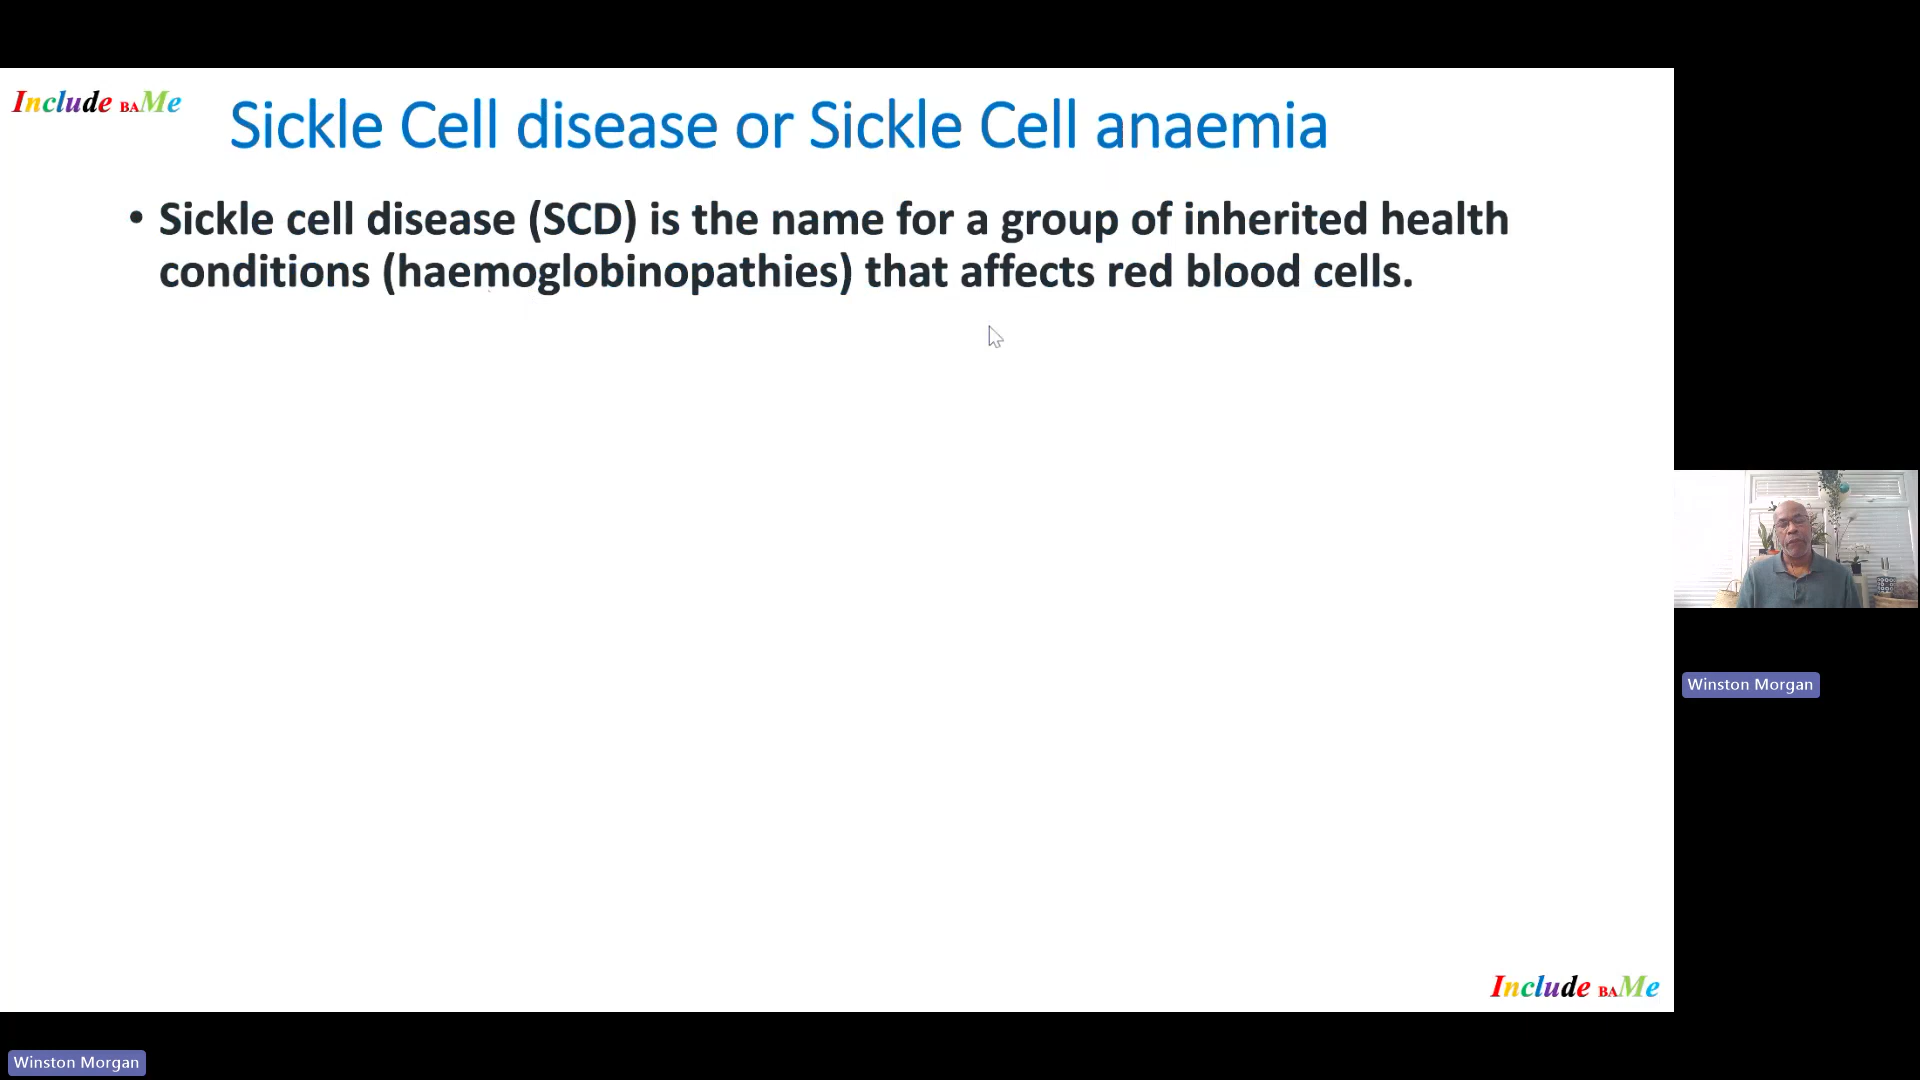 Include BAMe
Sickle Cell disease or Sickle Cell anaemia
• Sickle cell disease (SCD) is the name for a group of inherited health
conditions (haemoglobinopathies) that affects red blood cells.
Winston Morgan
Include BAMe
Winston Morgan